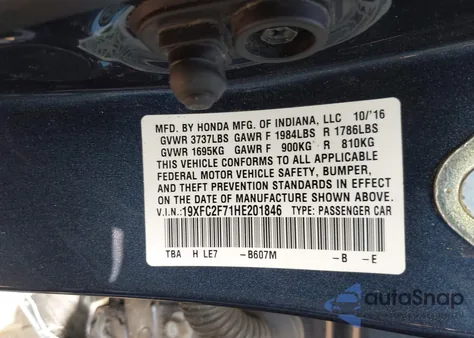 MFD. BY HONDA MFG. OF INDIANA, LLC 10/'16
GVWR 3737LBS GAWR F 1984LBS R 1786LBS
GVWR 1695KG GAWR F 900KG R 810KG
THIS VEHICLE CONFORMS TO ALL APPLICABLE
FEDERAL MOTOR VEHICLE SAFETY, BUMPER,
AND THEFT PREVENTION STANDARDS IN EFFECT
ON THE DATE OF MANUFACTURE SHOWN ABOVE.
V.I.N.:19XFC2F71HE201846 TYPE: PASSENGER CAR
TBA H LE7 -B607M -B -E
autoSnap